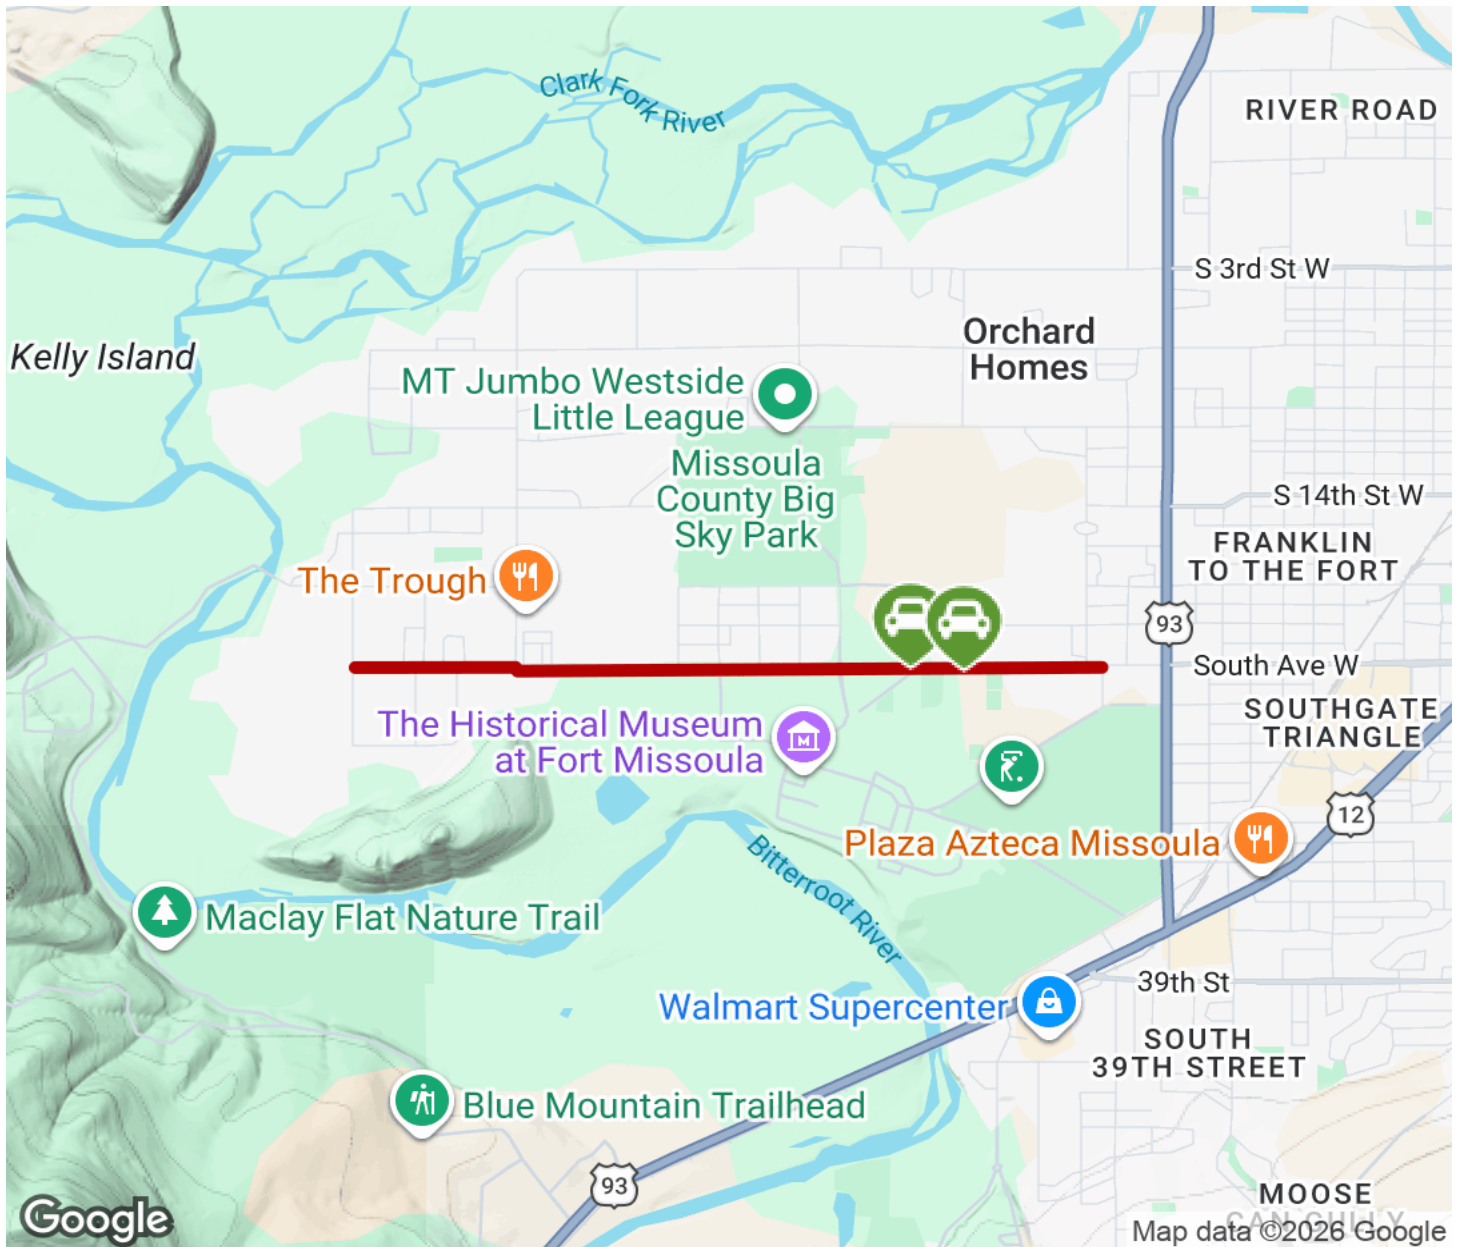 Clark Fork River
RIVER ROAD
S 3rd St W
Orchard
Homes
Kelly Island
MT Jumbo Westside
Little League
Missoula
County Big
Sky Park
S 14th St W
FRANKLIN
TO THE FORT
The Trough
93
South Ave W
SOUTHGATE
TRIANGLE
The Historical Museum
at Fort Missoula
M
12
Plaza Azteca Missoula
Bitterroot River
Maclay Flat Nature Trail
39th St
Walmart Supercenter
SOUTH
39TH STREET
Blue Mountain Trailhead
93
MOOSE
CAN GULLY
Google
Map data ©2026 Google